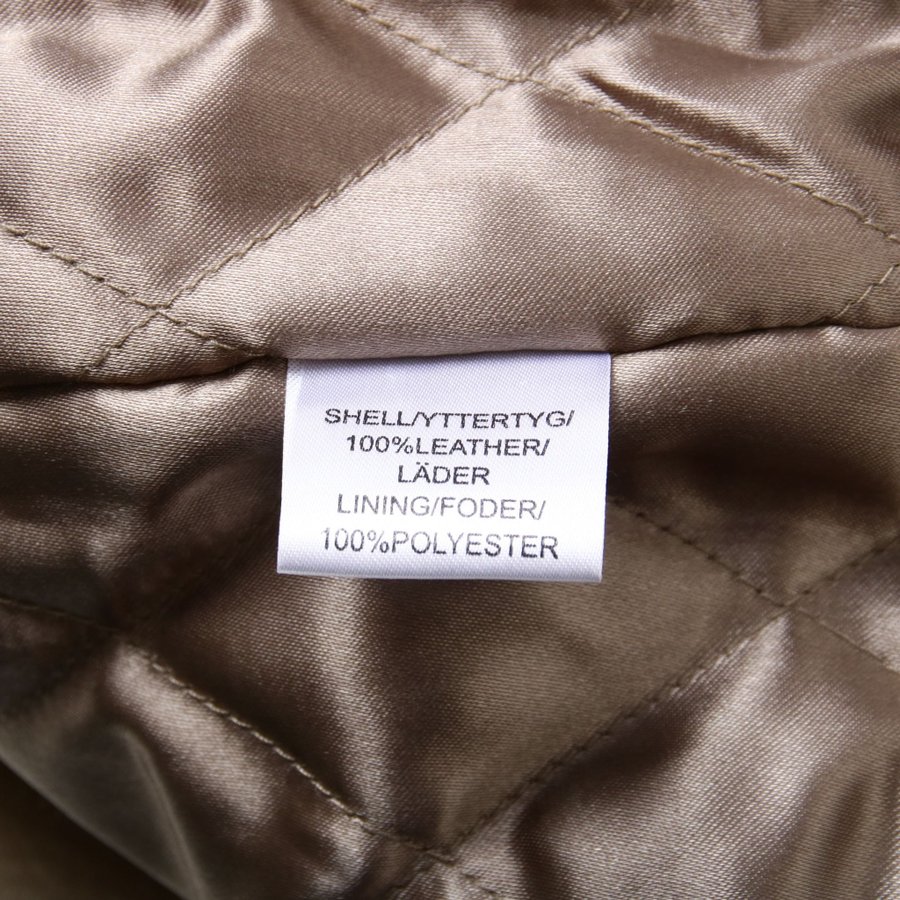 SHELL/YTTERTYG/
100%LEATHER/
LÄDER
LINING/FODER/
100%POLYESTER